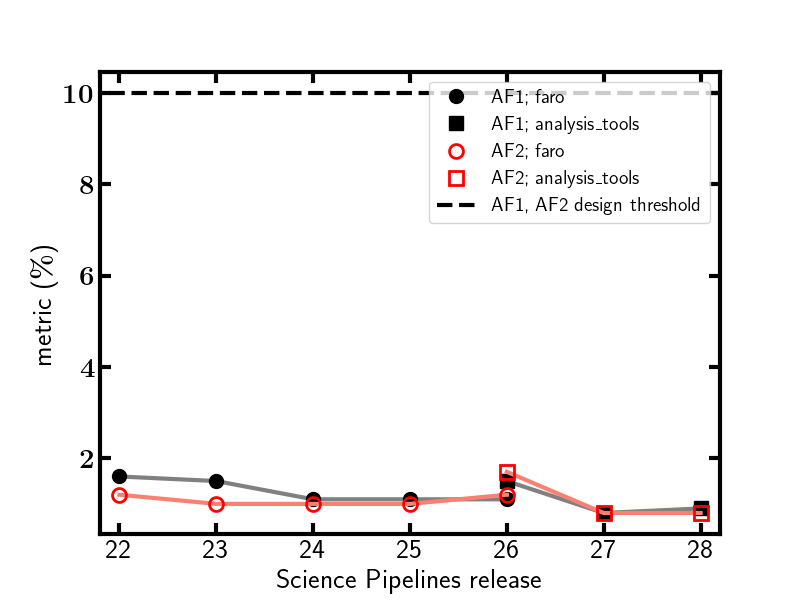 10
8
6
4
2
metric (%)
AF1; faro
AF1; analysis_tools
AF2; faro
AF2; analysis_tools
AF1, AF2 design threshold
22 23 24 25 26 27 28
Science Pipelines release